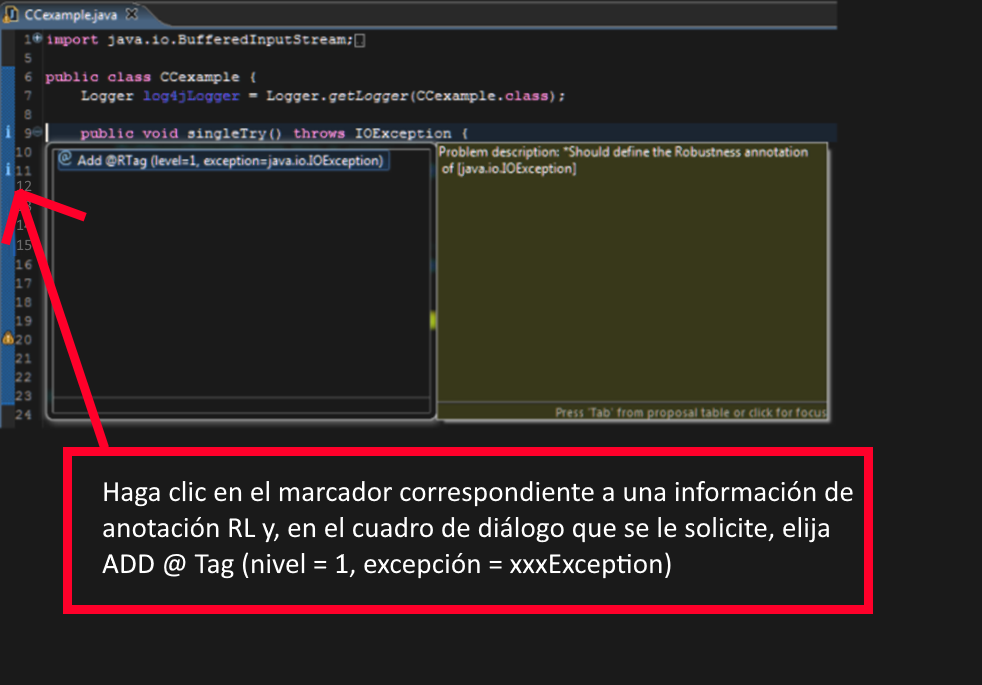 CCexample.java
1 import java.io.BufferedInputStream;
5
6 public class CCexample {
7 Logger log4jLogger = Logger.getLogger(CCexample.class);
8
9 public void singleTry() throws IOException {
10
Add @RTag (level=1, exception=java.io.IOException)
Problem description: *Should define the Robustness annotation
of [java.io.IOException]
11
12
14
15
16
17
18
19
20
21
22
23
24
Press 'Tab' from proposal table or click for focus
Haga clic en el marcador correspondiente a una información de
anotación RL y, en el cuadro de diálogo que se le solicite, elija
ADD @ Tag (nivel = 1, excepción = xxxException)